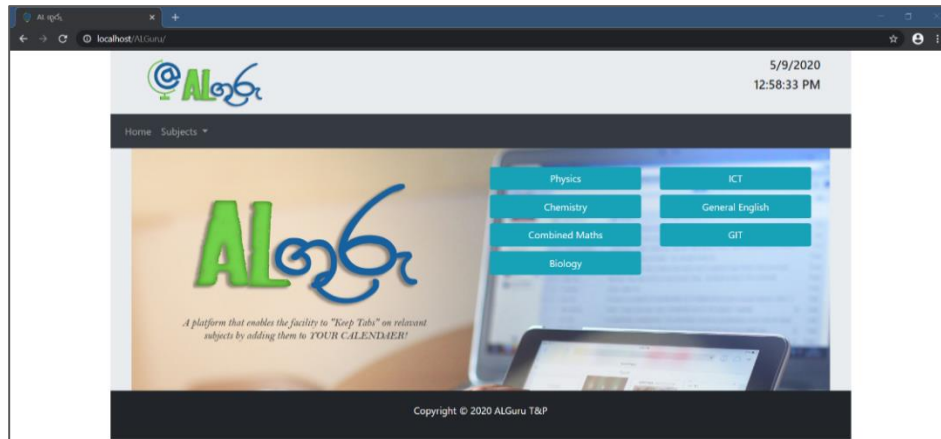 AL ගුරු
localhost/ALGuru/
@ ALගුරු
5/9/2020
12:58:33 PM
Home Subjects
ALගුරු
A platform that enables the facility to "Keep Tabs" on relavant
subjects by adding them to YOUR CALENDAER!
Physics
ICT
Chemistry
General English
Combined Maths
GIT
Biology
Copyright © 2020 ALGuru T&P